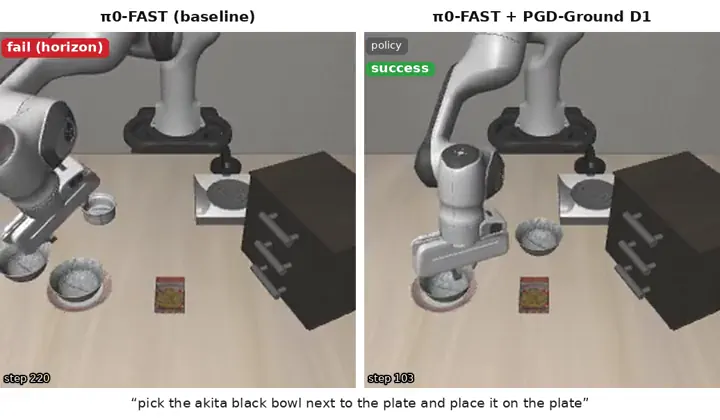 π0-FAST (baseline)
π0-FAST + PGD-Ground D1
fail (horizon)
policy
success
step 220
step 103
“pick the akita black bowl next to the plate and place it on the plate”